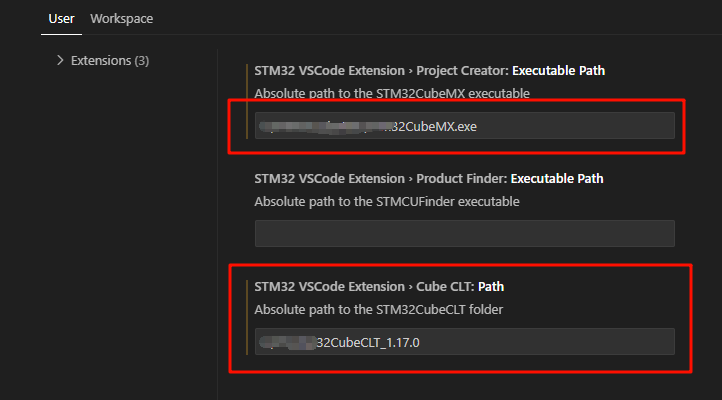 User Workspace
Extensions (3)
STM32 VSCode Extension › Project Creator: Executable Path
Absolute path to the STM32CubeMX executable
32CubeMX.exe
STM32 VSCode Extension › Product Finder: Executable Path
Absolute path to the STMCUFinder executable
STM32 VSCode Extension › Cube CLT: Path
Absolute path to the STM32CubeCLT folder
32CubeCLT_1.17.0